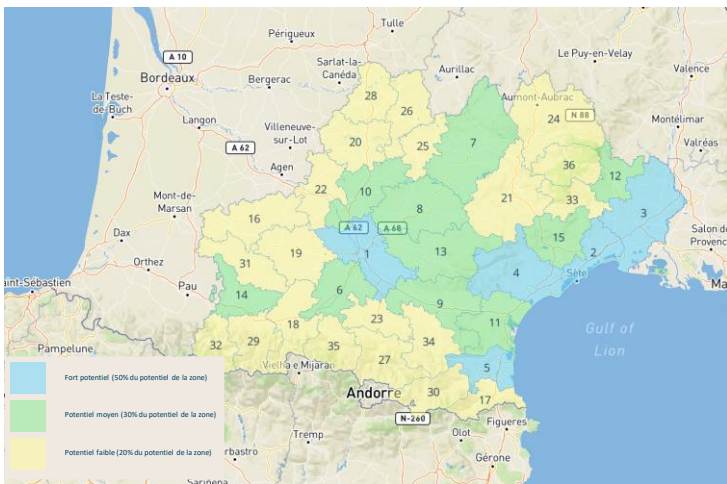 Tulle
Périgueux
A 10
Sarlat-la-
Canéda
Aurillac
Le Puy-en-Velay
Valence
Bordeaux
Bergerac
La Teste-
de-Buch
28
26
Aumont-Aubrac
24
N 88
Montélimar
Langon
A 62
Villeneuve-
sur-Lot
20
25
7
Valréas
Agen
36
12
22
10
21
33
3
Mont-de-
Marsan
16
8
A 62
A 68
15
Salon de
Provence
Dax
19
1
13
2
Orthez
31
4
Sète
Ma
aint-Sébastien
Pau
14
6
9
11
Gulf of
Lion
Pampelune
32
29
18
23
34
35
27
5
Vielha e Mijaran
Fort potentiel (50% du potentiel de la zone)
Andorre
30
17
N-260
Potentiel moyen (30% du potentiel de la zone)
Tremp
Olot
Figueres
Potentiel faible (20% du potentiel de la zone)
arbastro
Gérone
Sariñena